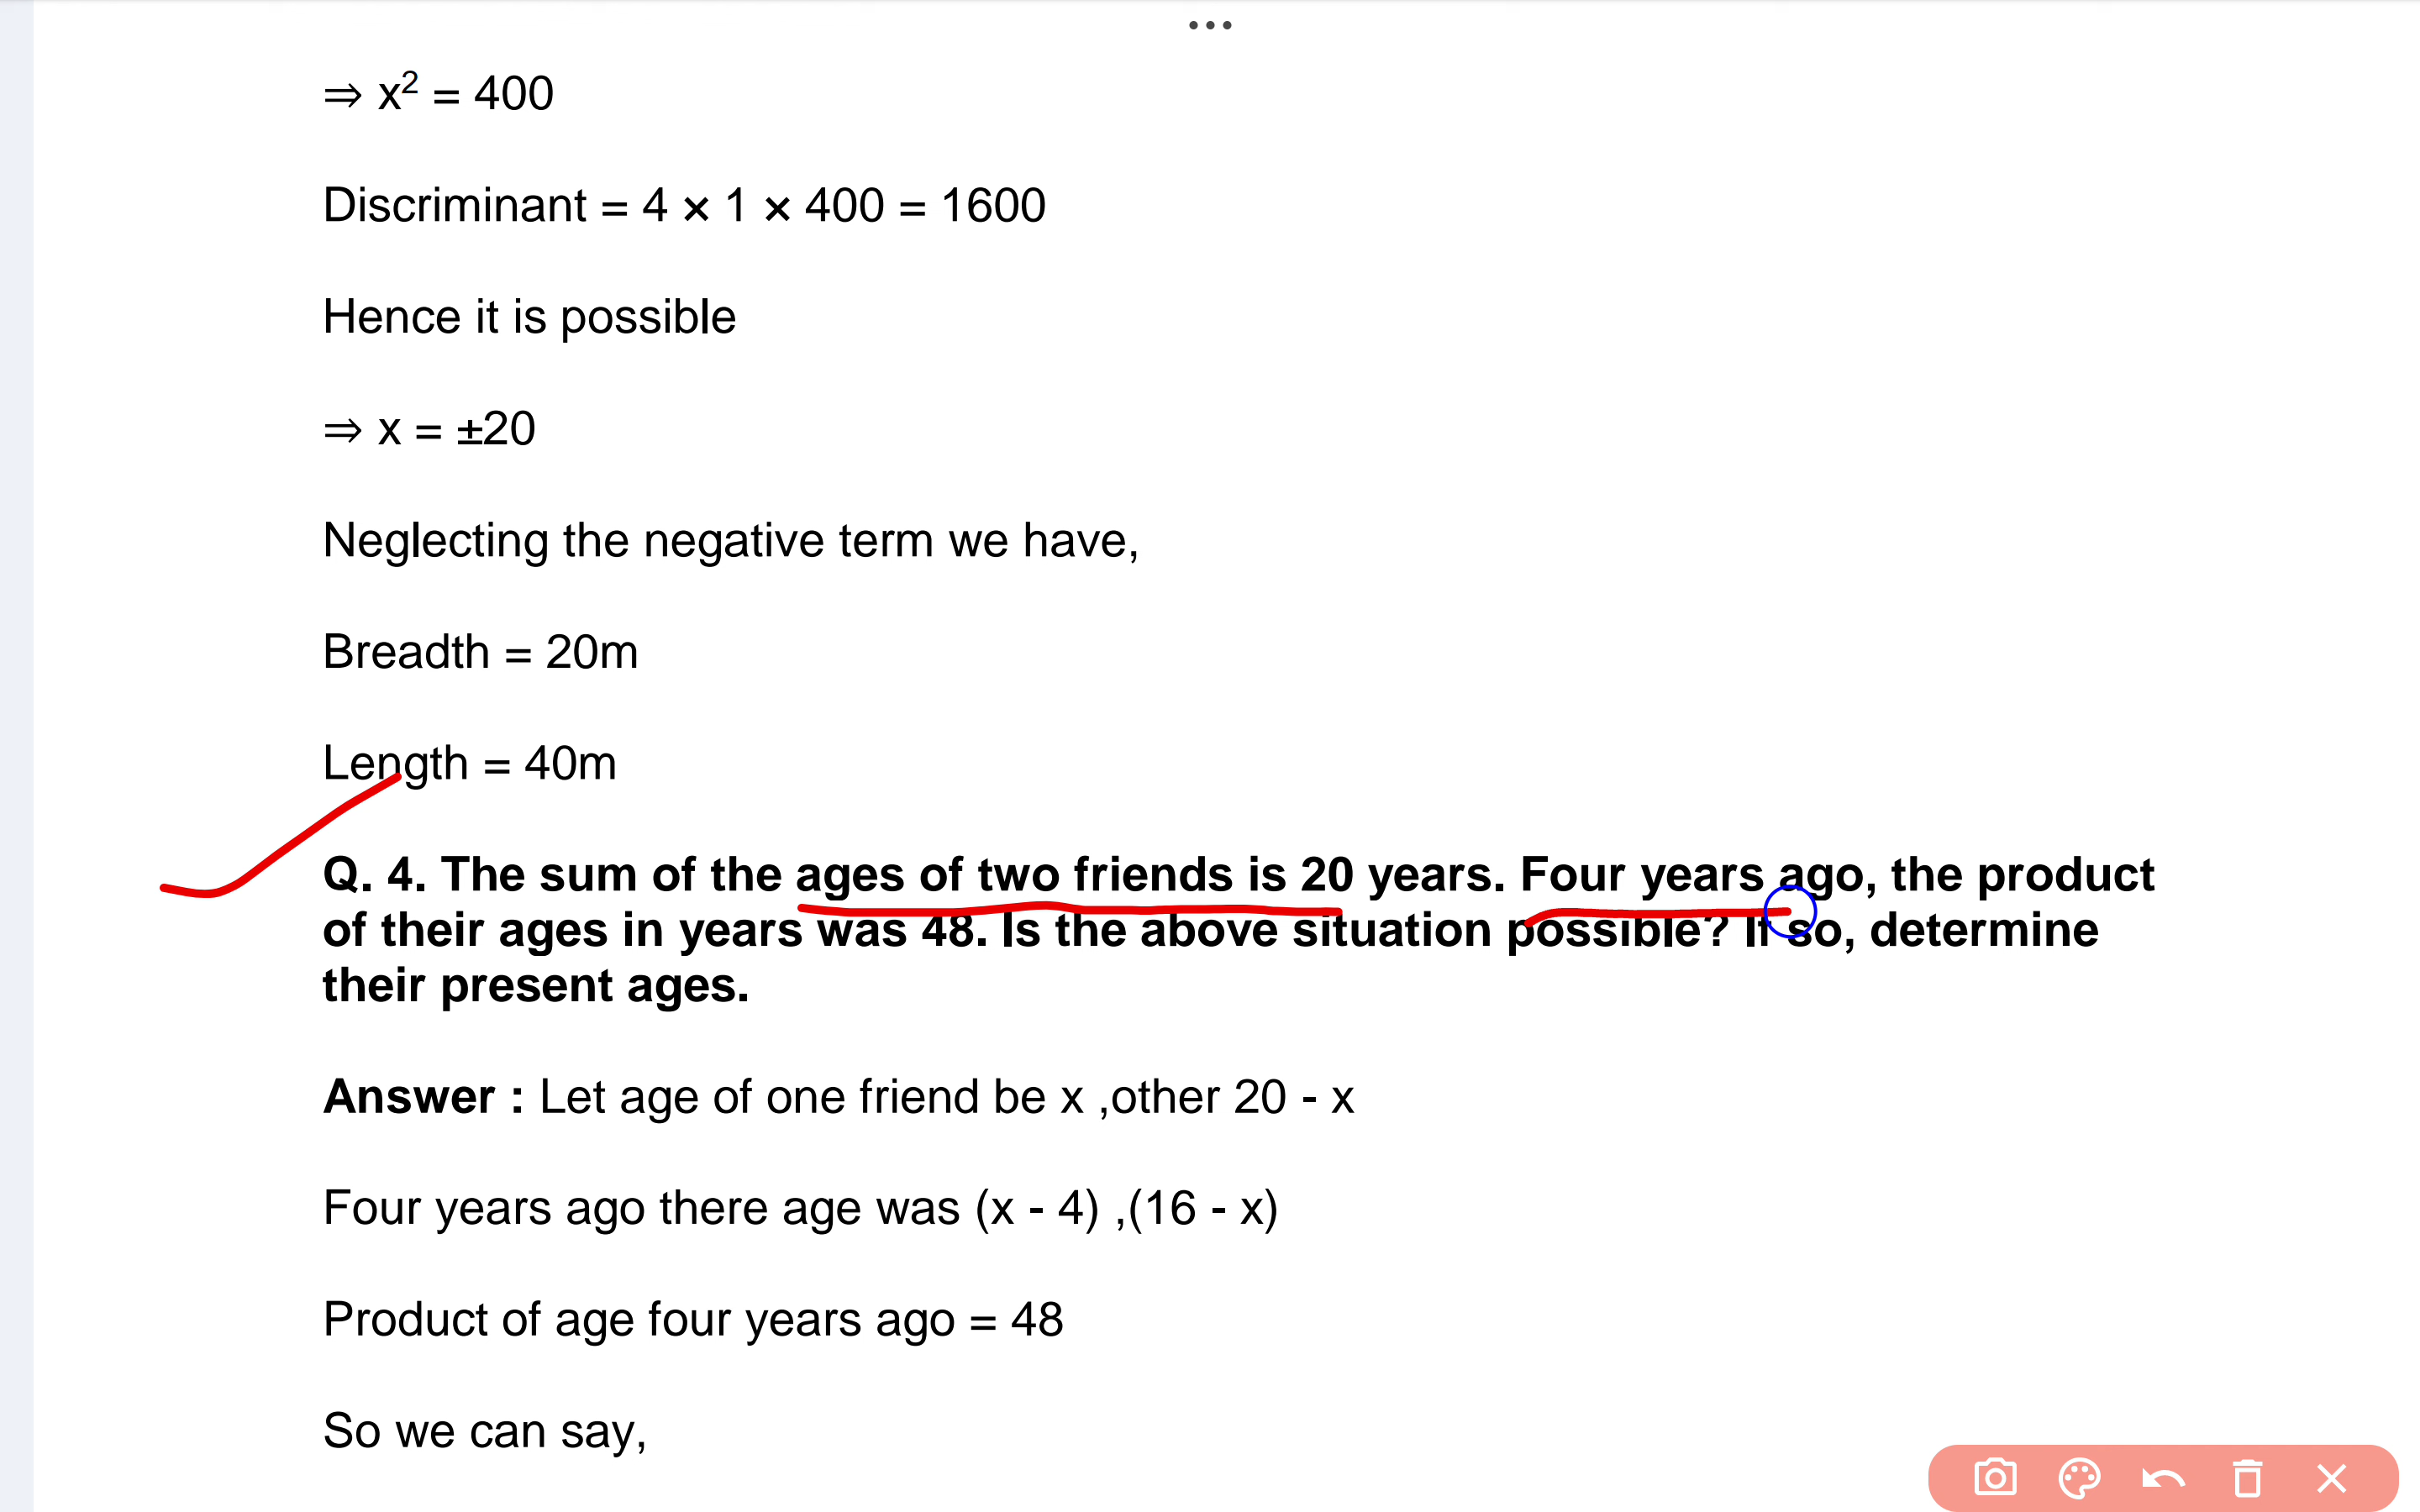 ⇒ x² = 400
Discriminant = 4 × 1 × 400 = 1600
Hence it is possible
⇒ x = ±20
Neglecting the negative term we have,
Breadth = 20m
Length = 40m
Q. 4. The sum of the ages of two friends is 20 years. Four years ago, the product
of their ages in years was 48. Is the above situation possible? If so, determine
their present ages.
Answer : Let age of one friend be x ,other 20 - x
Four years ago there age was (x - 4) ,(16 - x)
Product of age four years ago = 48
So we can say,